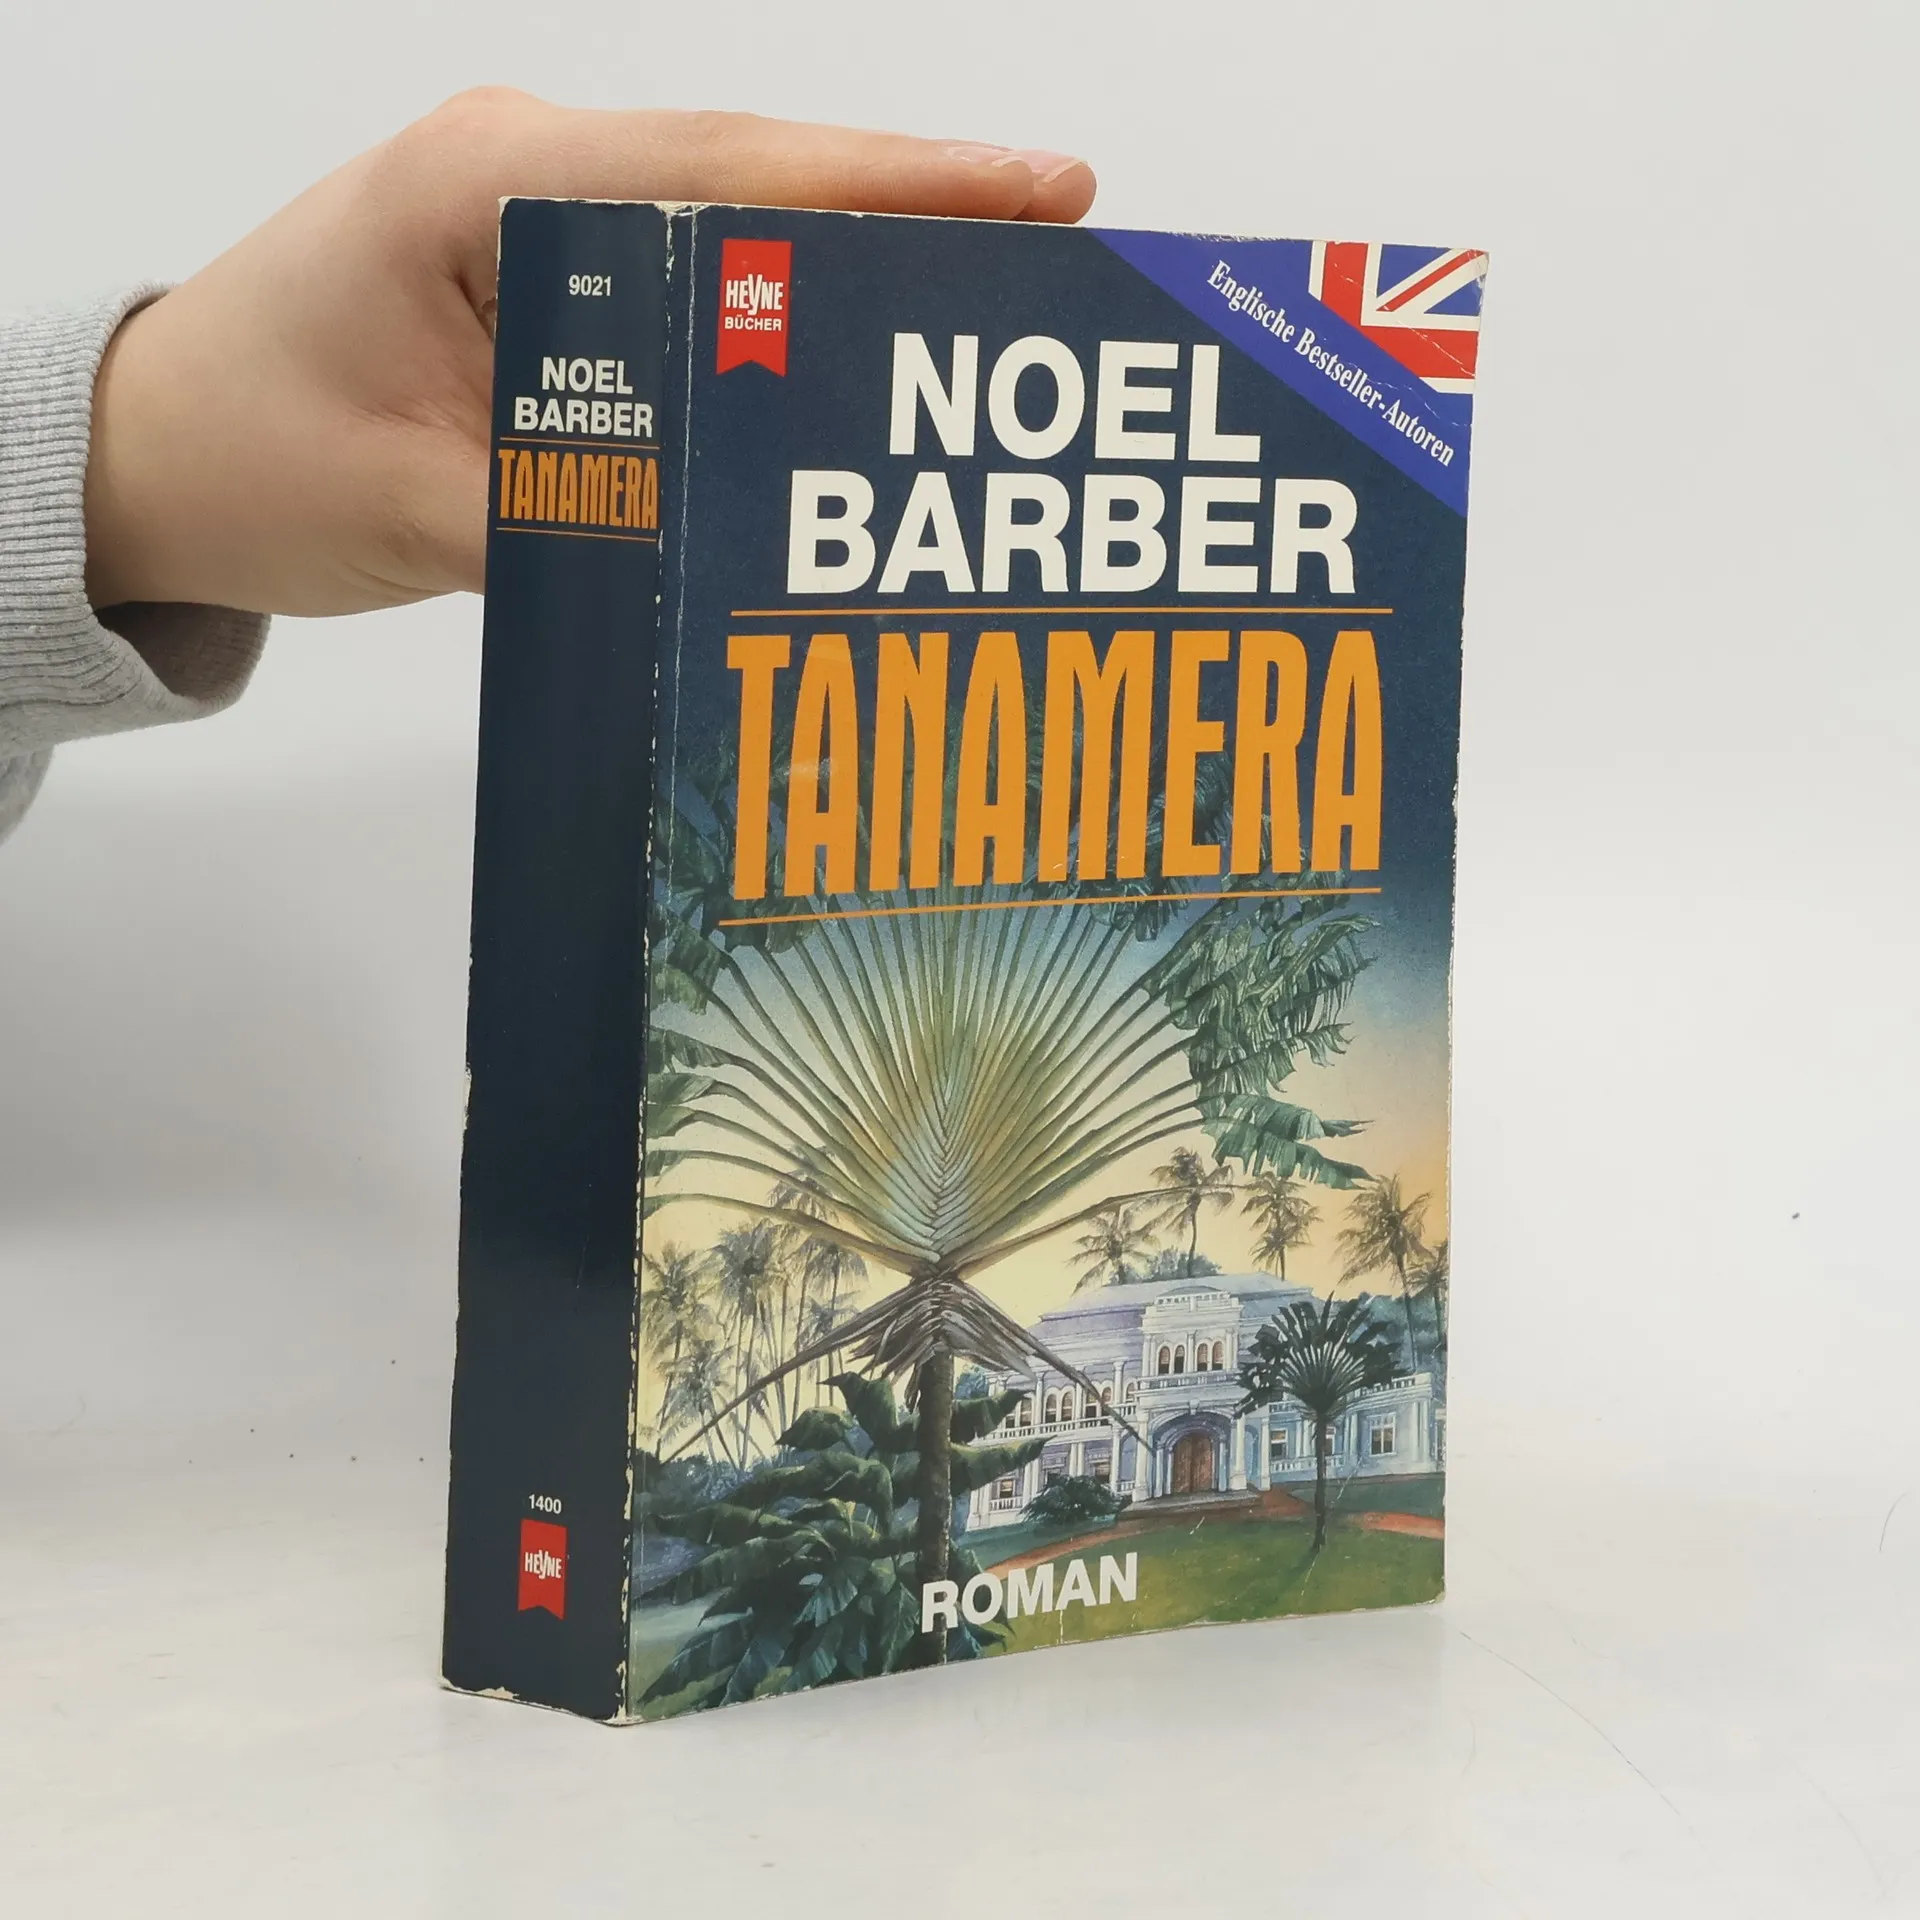 9021
NOEL
BARBER
TANAMERA
1400
HEYNE
HEYNE
BÜCHER
Englische Bestseller-Autoren
NOEL
BARBER
TANAMERA
ROMAN